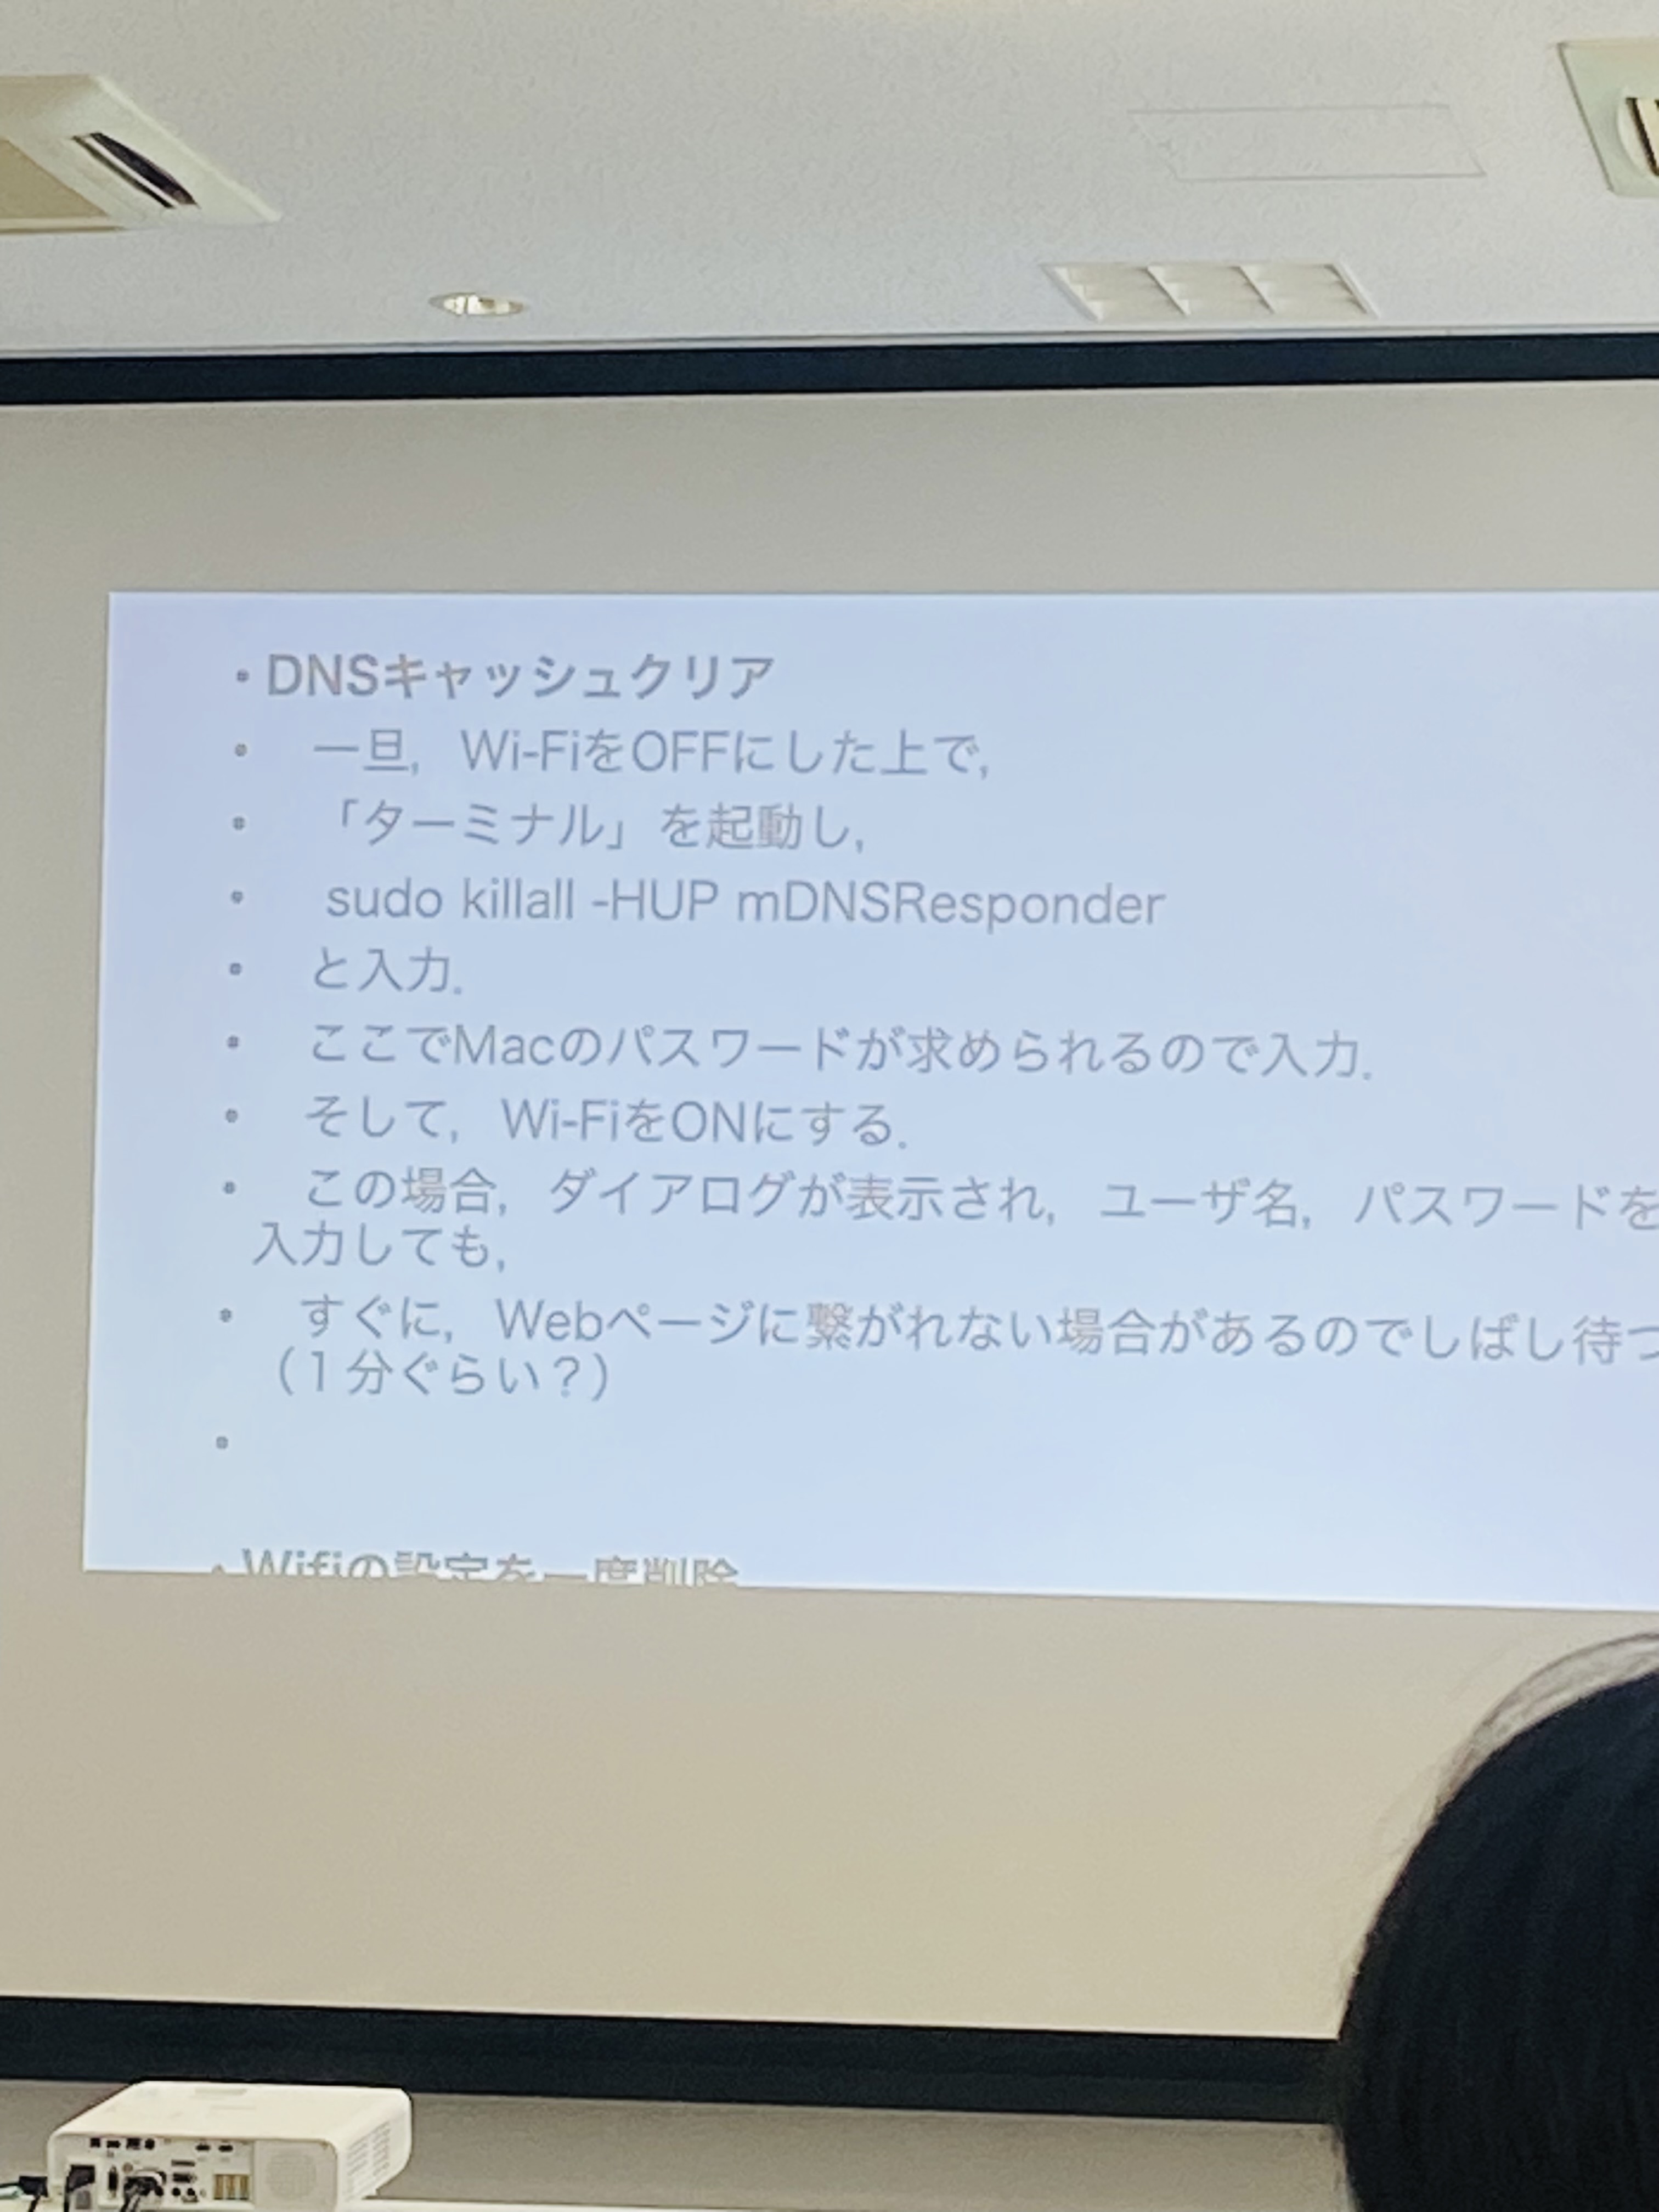 ・DNSキャッシュクリア
・ 一旦，Wi-FiをOFFにした上で，
・ 「ターミナル」を起動し，
・ sudo killall -HUP mDNSResponder
・ と入力．
・ ここでMacのパスワードが求められるので入力．
・ そして，Wi-FiをONにする．
・ この場合，ダイアログが表示され，ユーザ名，パスワードを
入力しても，
・ すぐに，Webページに繋がれない場合があるのでしばし待つ
（１分ぐらい？）
・
・Wifiの設定を一度削除